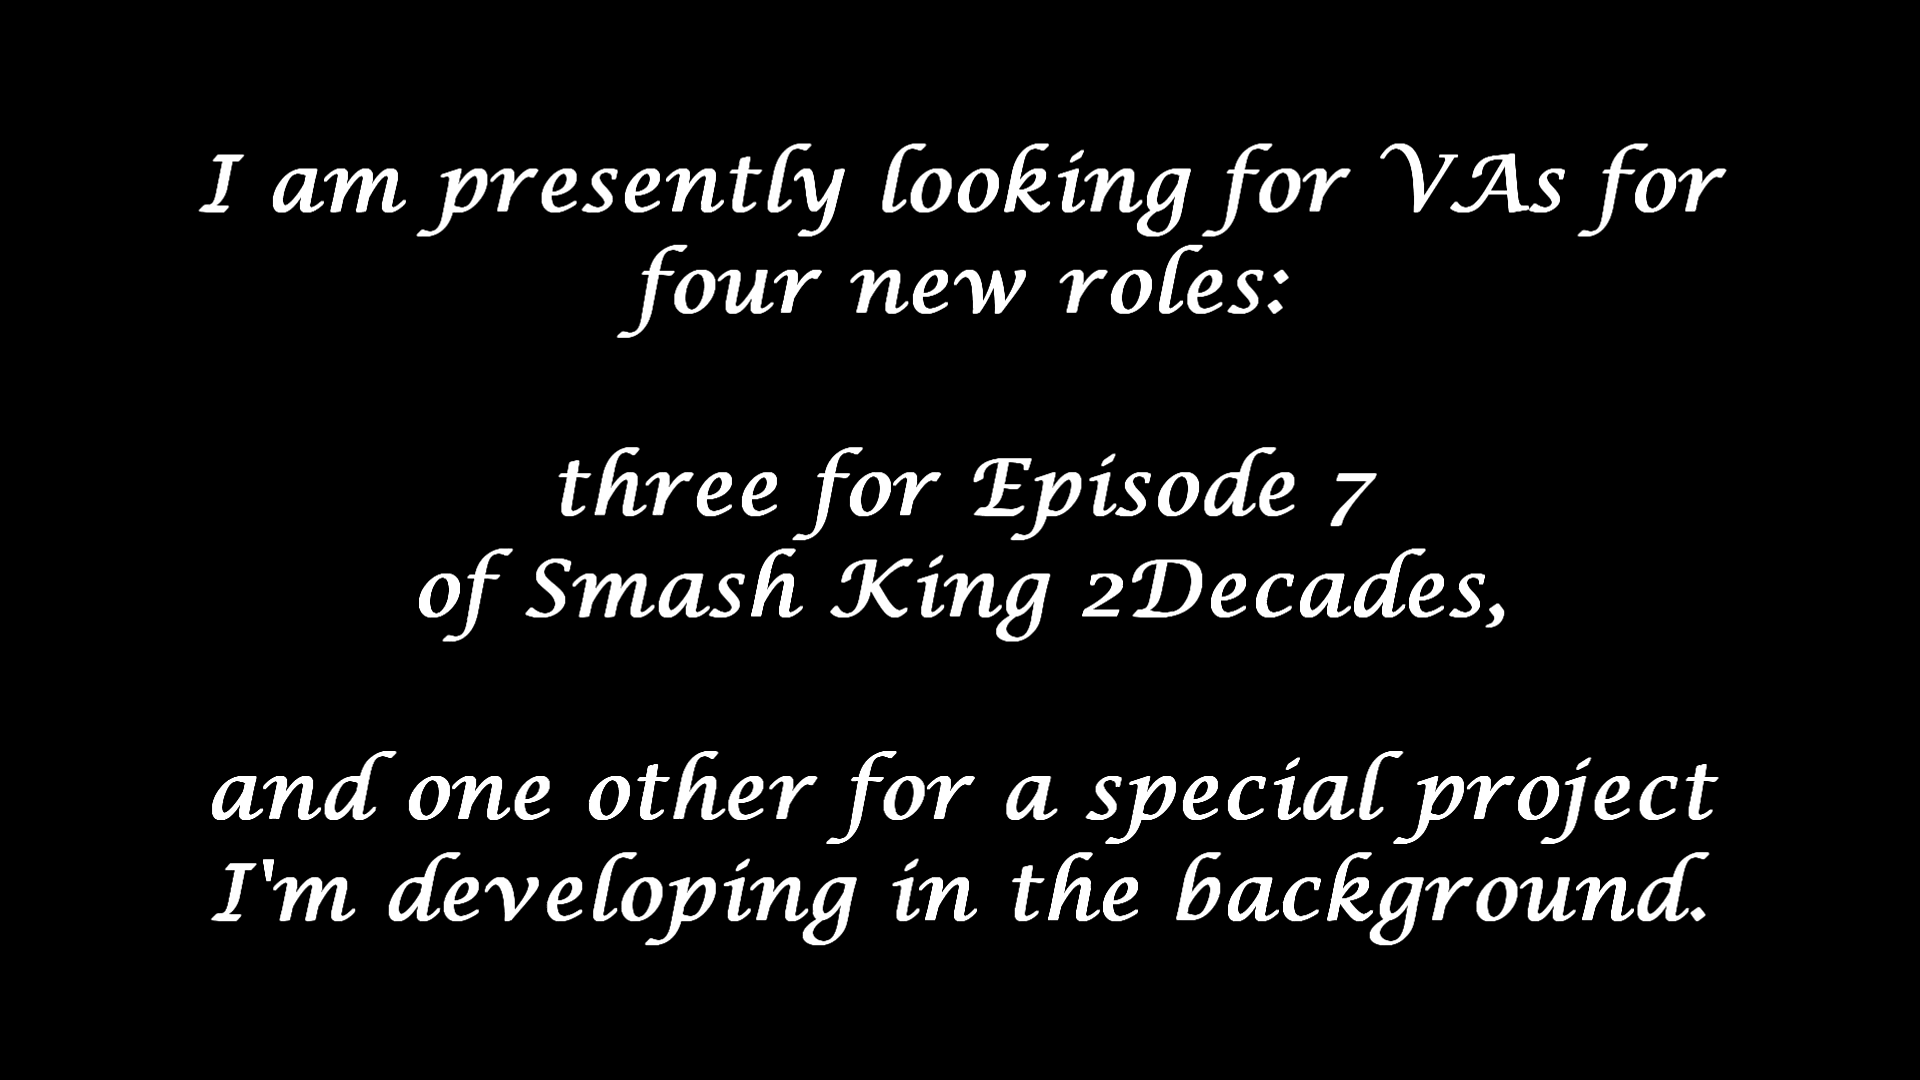 I am presently looking for VAs for
four new roles:
three for Episode 7
of Smash King 2Decades,
and one other for a special project
I'm developing in the background.